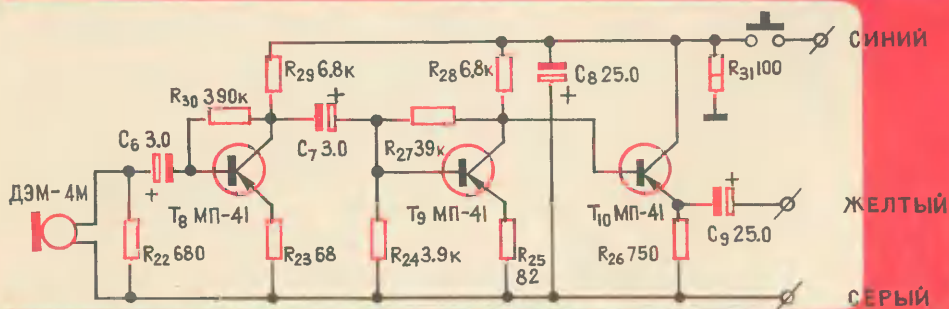 СИНИЙ
R29 6.8к
R28 6,8к
C8 25.0
+
R31 100
R30 390к
+
C6 3.0
+
C7 3.0
R27 39к
ДЭМ-4М
T8 МП-41
T9 МП-41
T10 МП-41
+
ЖЕЛТЫЙ
C9 25.0
R22 680
R23 68
R24 3.9к
R25
82
R26 750
СЕРЫЙ